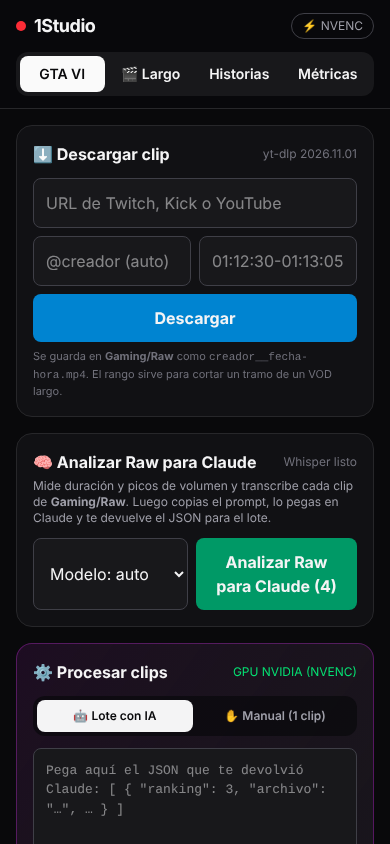 1Studio
⚡ NVENC
GTA VI
🎬 Largo
Historias
Métricas
⬇️ Descargar clip
yt-dlp 2026.11.01
URL de Twitch, Kick o YouTube
@creador (auto)
01:12:30-01:13:05
Descargar
Se guarda en Gaming/Raw como creador__fecha-
hora.mp4. El rango sirve para cortar un tramo de un VOD
largo.
🧠 Analizar Raw para Claude
Whisper listo
Mide duración y picos de volumen y transcribe cada clip
de Gaming/Raw. Luego copias el prompt, lo pegas en
Claude y te devuelve el JSON para el lote.
Modelo: auto
Analizar Raw
para Claude (4)
⚙️ Procesar clips
GPU NVIDIA (NVENC)
🤖 Lote con IA
✋ Manual (1 clip)
Pega aquí el JSON que te devolvió
Claude: [ { "ranking": 3, "archivo":
"…", … } ]